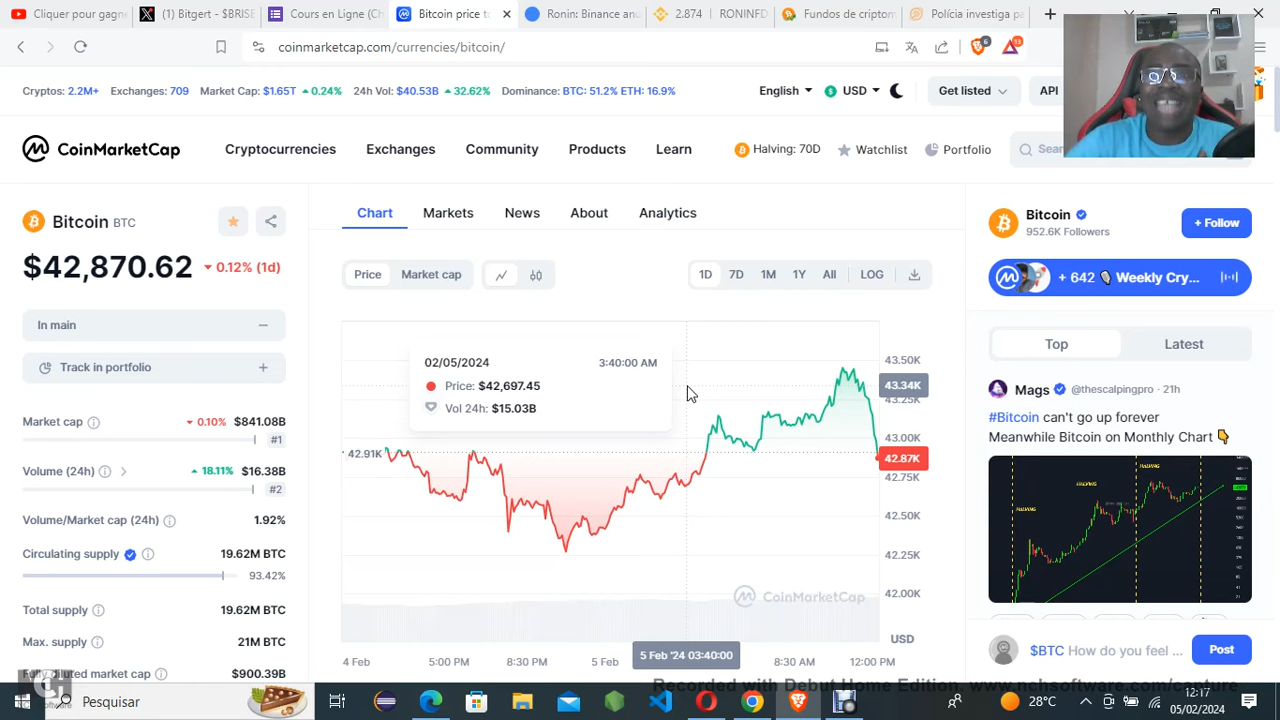 Cliquer pour gagne
[Bitgert - $BRISE
Cours en Ligne (Ch
Bitcoin price to
Ronin: Binance and
2.874 | RONINFD
Fundos de criptom
Polícia investiga pa
coinmarketcap.com/currencies/bitcoin/
6
13
Cryptos: 2.2M+ Exchanges: 709 Market Cap: $1.65T 0.24% 24h Vol: $40.53B 32.62% Dominance: BTC: 51.2% ETH: 16.9%
English USD Get listed API
CoinMarketCap
Cryptocurrencies Exchanges Community Products Learn
Halving: 70D Watchlist Portfolio Sear
Bitcoin BTC
$42,870.62 0.12% (1d)
In main
Track in portfolio
Market cap 0.10% $841.08B
#1
Volume (24h) 18.11% $16.38B
#2
Volume/Market cap (24h) 1.92%
Circulating supply 19.62M BTC
93.42%
Total supply 19.62M BTC
Max. supply 21M BTC
Fully diluted market cap $900.39B
Chart Markets News About Analytics
Price Market cap
1D 7D 1M 1Y All LOG
02/05/2024 3:40:00 AM
Price: $42,697.45
Vol 24h: $15.03B
42.91K
43.50K
43.34K
43.25K
43.00K
42.87K
42.75K
42.50K
42.25K
42.00K
CoinMarketCap
USD
4 Feb 5:00 PM 8:30 PM 5 Feb 5 Feb '24 03:40:00 8:30 AM 12:00 PM
Bitcoin
952.6K Followers
+ Follow
+ 642 Weekly Cry...
Top Latest
Mags @thescalpingpro · 21h
#Bitcoin can't go up forever
Meanwhile Bitcoin on Monthly Chart
HALVING
HALVING
HALVING
$BTC How do you feel ...
Post
Recorded with Debut Home Edition. www.nchsoftware.com/capture
Pesquisar
28°C
12:17
05/02/2024